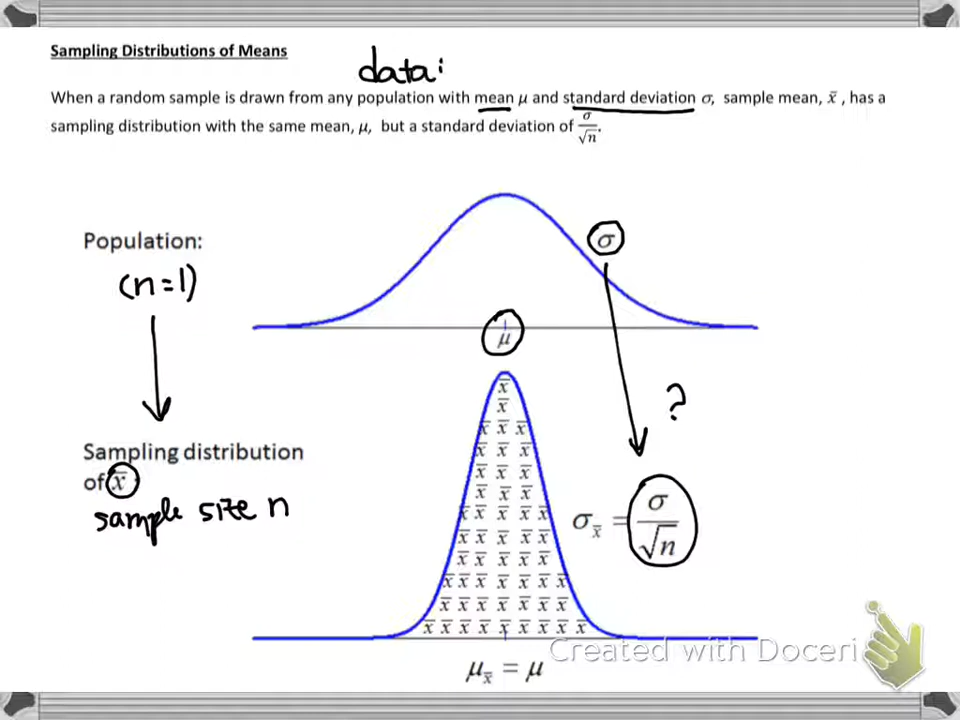 Sampling Distributions of Means
data:
When a random sample is drawn from any population with mean μ and standard deviation σ, sample mean, x̄ , has a
sampling distribution with the same mean, μ, but a standard deviation of σ/√n.
Population:
(n=1)
σ
μ
?
Sampling distribution
of x̄
sample size n
x̄
x̄
x̄ x̄ x̄
x̄ x̄ x̄
x̄ x̄ x̄
x̄ x̄ x̄
x̄ x̄ x̄ x̄
x̄ x̄ x̄ x̄
x̄ x̄ x̄ x̄ x̄
x̄ x̄ x̄ x̄ x̄ x̄ x̄
x̄ x̄ x̄ x̄ x̄ x̄ x̄
x̄ x̄ x̄ x̄ x̄ x̄ x̄ x̄ x̄
σx̄ = σ/√n
Created with Doceri
μx̄ = μ